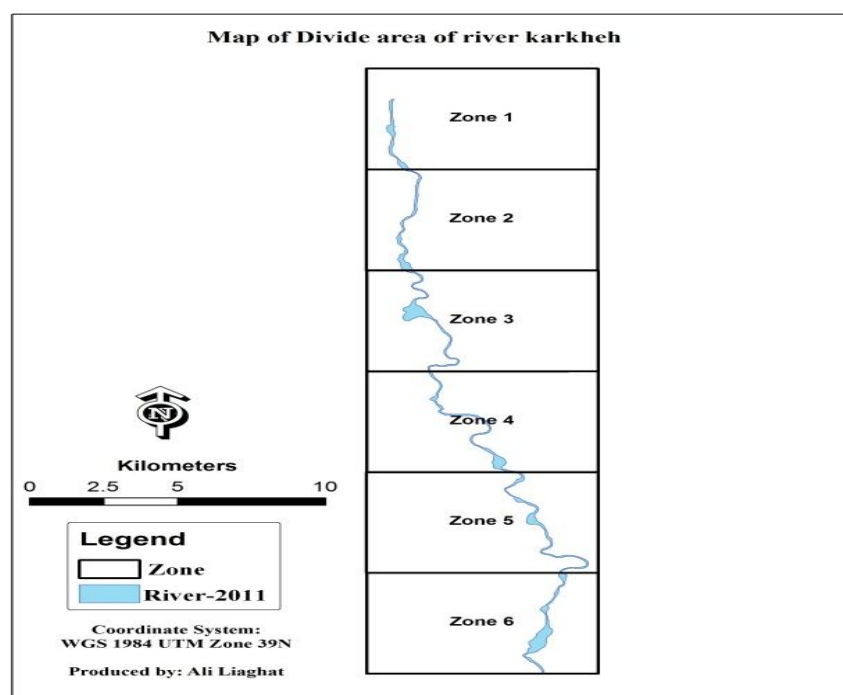 Map of Divide area of river karkheh
Zone 1
Zone 2
Zone 3
Zone 4
Zone 5
Zone 6
N
Kilometers
0 2.5 5 10
Legend
Zone
River-2011
Coordinate System:
WGS 1984 UTM Zone 39N
Produced by: Ali Liaghat